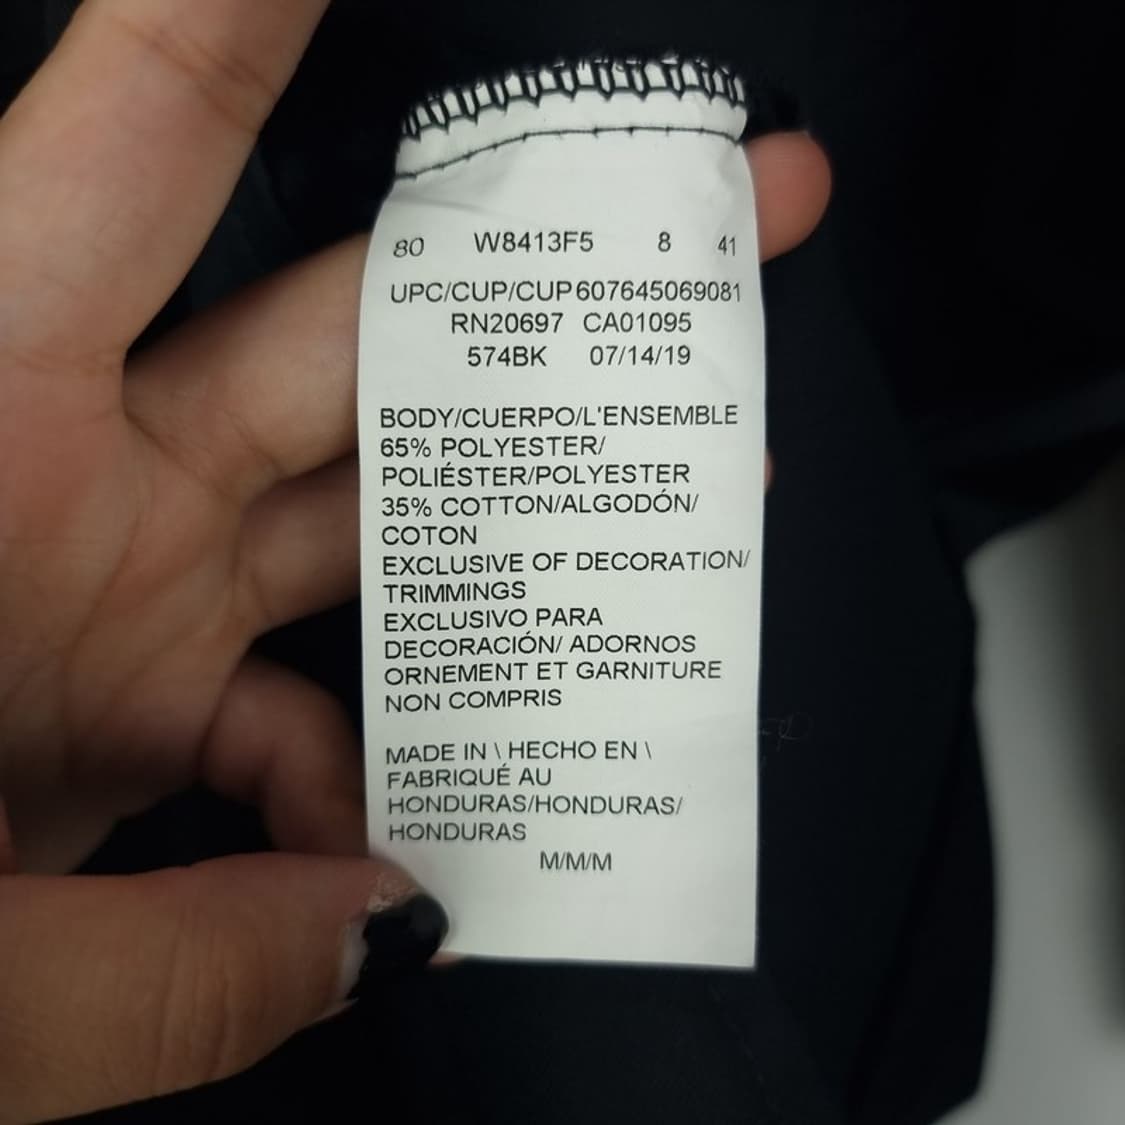 80 W8413F5 8 41
UPC/CUP/CUP 607645069081
RN20697 CA01095
574BK 07/14/19
BODY/CUERPO/L'ENSEMBLE
65% POLYESTER/
POLIÉSTER/POLYESTER
35% COTTON/ALGODÓN/
COTON
EXCLUSIVE OF DECORATION/
TRIMMINGS
EXCLUSIVO PARA
DECORACIÓN/ ADORNOS
ORNEMENT ET GARNITURE
NON COMPRIS
MADE IN \ HECHO EN \
FABRIQUÉ AU
HONDURAS/HONDURAS/
HONDURAS
M/M/M